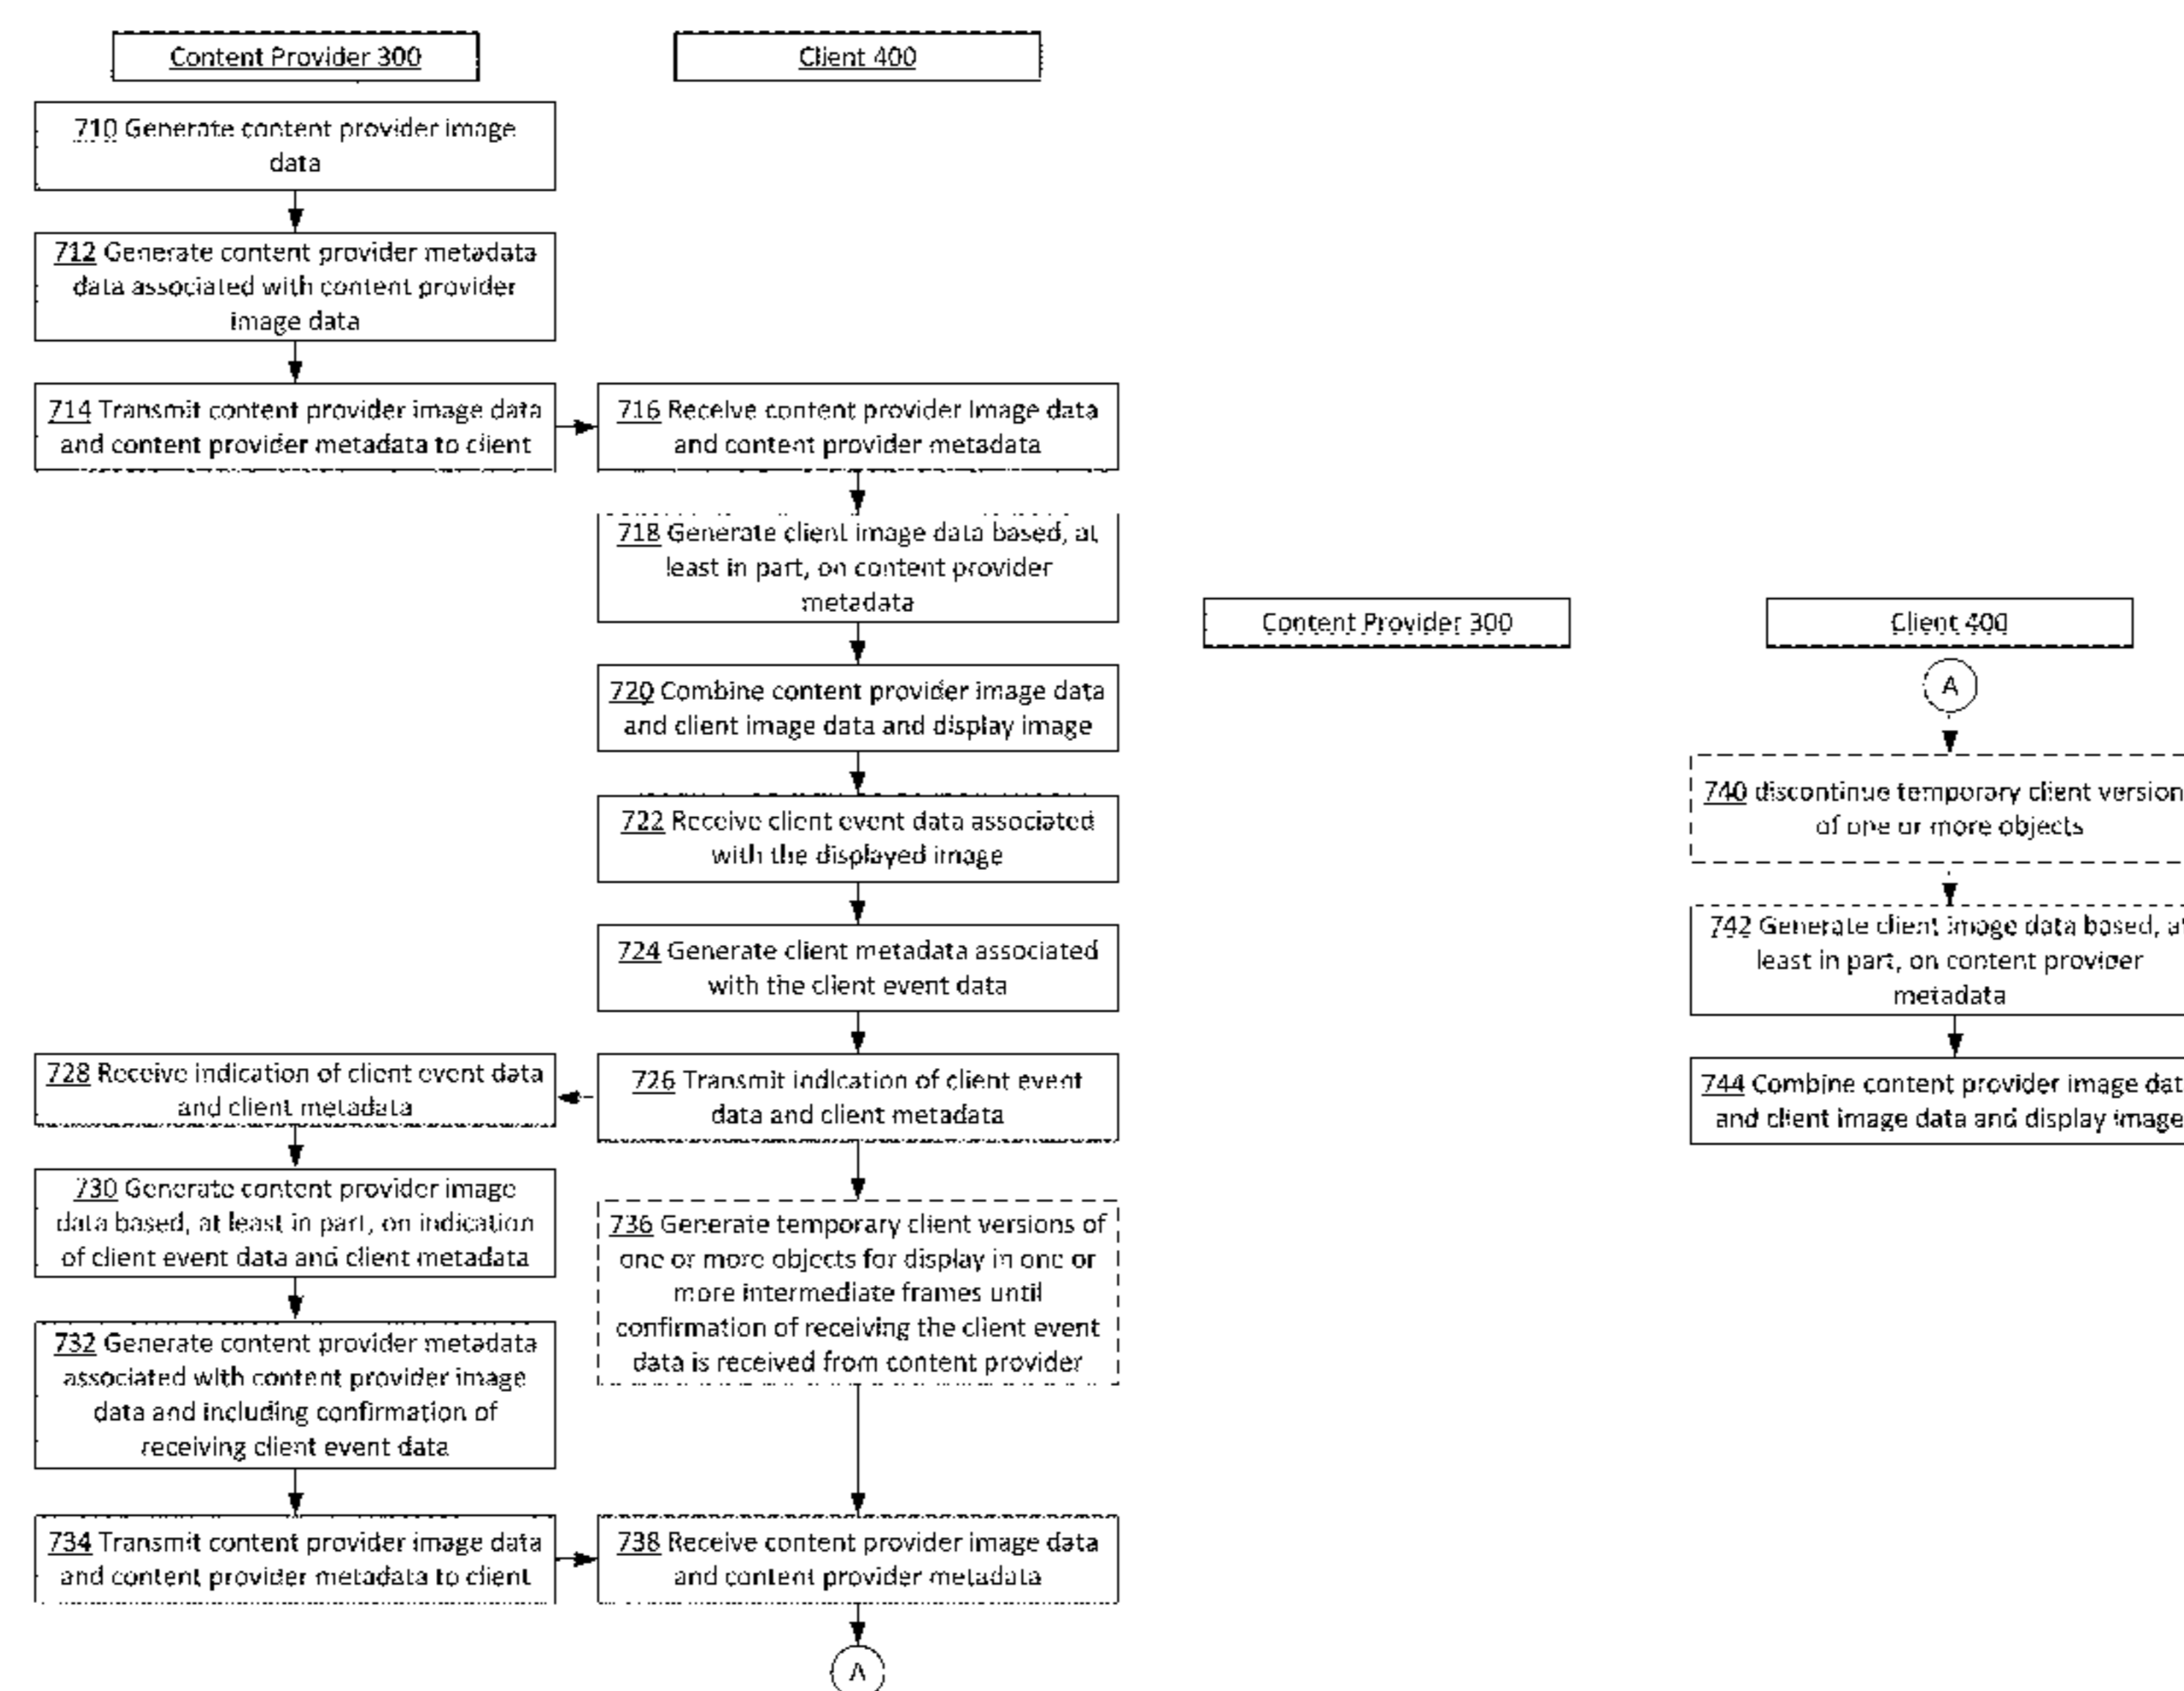 Content Provider 300
Client 400
710 Generate content provider image
data
712 Generate content provider metadata
data associated with content provider
image data
714 Transmit content provider image data
and content provider metadata to client
716 Receive content provider image data
and content provider metadata
718 Generate client image data based, at
least in part, on content provider
metadata
720 Combine content provider image data
and client image data and display image
722 Receive client event data associated
with the displayed image
724 Generate client metadata associated
with the client event data
726 Transmit indication of client event
data and client metadata
728 Receive indication of client event data
and client metadata
730 Generate content provider image
data based, at least in part, on indication
of client event data and client metadata
732 Generate content provider metadata
associated with content provider image
data and including confirmation of
receiving client event data
734 Transmit content provider image data
and content provider metadata to client
736 Generate temporary client versions of
one or more objects for display in one or
more intermediate frames until
confirmation of receiving the client event
data is received from content provider
738 Receive content provider image data
and content provider metadata
A
Content Provider 300
Client 400
A
740 discontinue temporary client version
of one or more objects
742 Generate client image data based,
least in part, on content provider
metadata
744 Combine content provider image
and client image data and display image